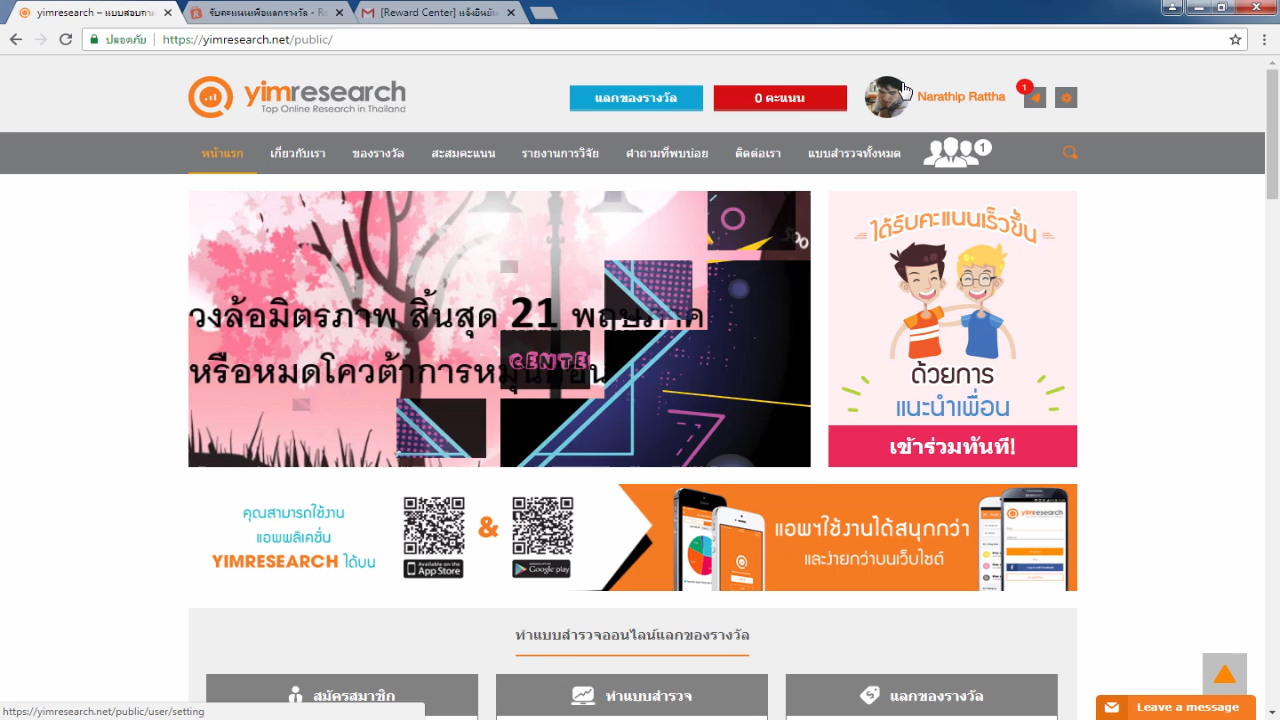 yimresearch – แบบสอบถา
รับคะแนนเพื่อแลกรางวัล - Re
[Reward Center] แจ้งยืนยัน
ปลอดภัย
https://yimresearch.net/public/
yimresearch
Top Online Research in Thailand
แลกของรางวัล
0 คะแนน
Narathip Rattha
1
หน้าแรก
เกี่ยวกับเรา
ของรางวัล
สะสมคะแนน
รายงานการวิจัย
คำถามที่พบบ่อย
ติดต่อเรา
แบบสำรวจทั้งหมด
1
500
วงล้อมิตรภาพ สิ้นสุด 21 พฤษภาค
CENTE
หรือหมดโควต้าการหมุนก่อน
ได้รับคะแนนเร็วขึ้น
ด้วยการ
แนะนำเพื่อน
เข้าร่วมทันที!
คุณสามารถใช้งาน
แอพพลิเคชั่น
YIMRESEARCH ได้บน
&
Available on the
App Store
Google play
แอพฯใช้งานได้สนุกกว่า
และง่ายกว่าบนเว็บไซต์
yimresearch
ทำแบบสำรวจออนไลน์แลกของรางวัล
สมัครสมาชิก
ทำแบบสำรวจ
แลกของรางวัล
https://yimresearch.net/public/user/setting
Leave a message